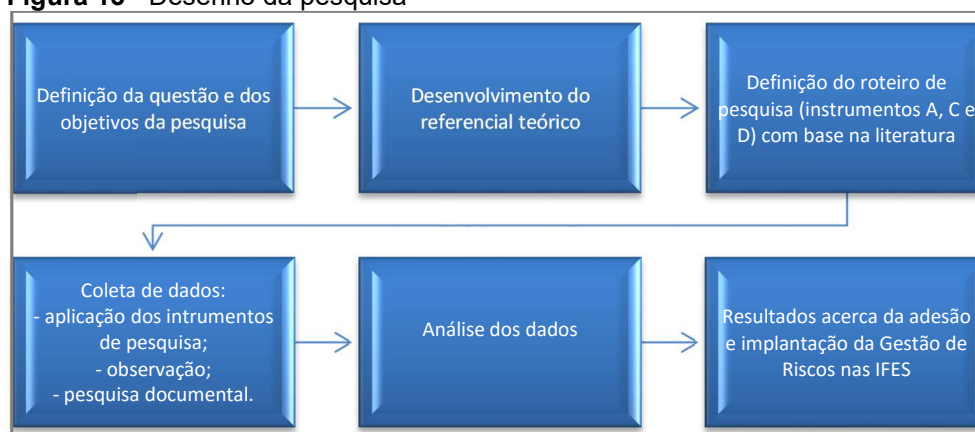 Figura 16 - Desenho da pesquisa
Definição da questão e dos
objetivos da pesquisa
Desenvolvimento do
referencial teórico
Definição do roteiro de
pesquisa (instrumentos A, C e
D) com base na literatura
Coleta de dados:
- aplicação dos intrumentos
de pesquisa;
- observação;
- pesquisa documental.
Análise dos dados
Resultados acerca da adesão
e implantação da Gestão de
Riscos nas IFES